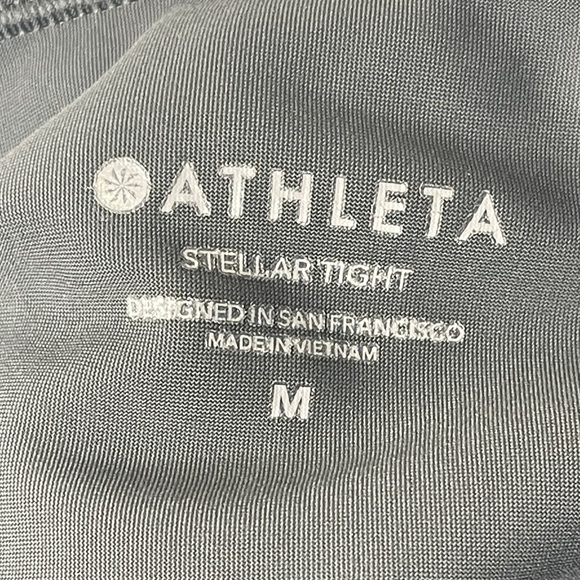 ATHLETA
STELLAR TIGHT
DESIGNED IN SAN FRANCISCO
MADE IN VIETNAM
M